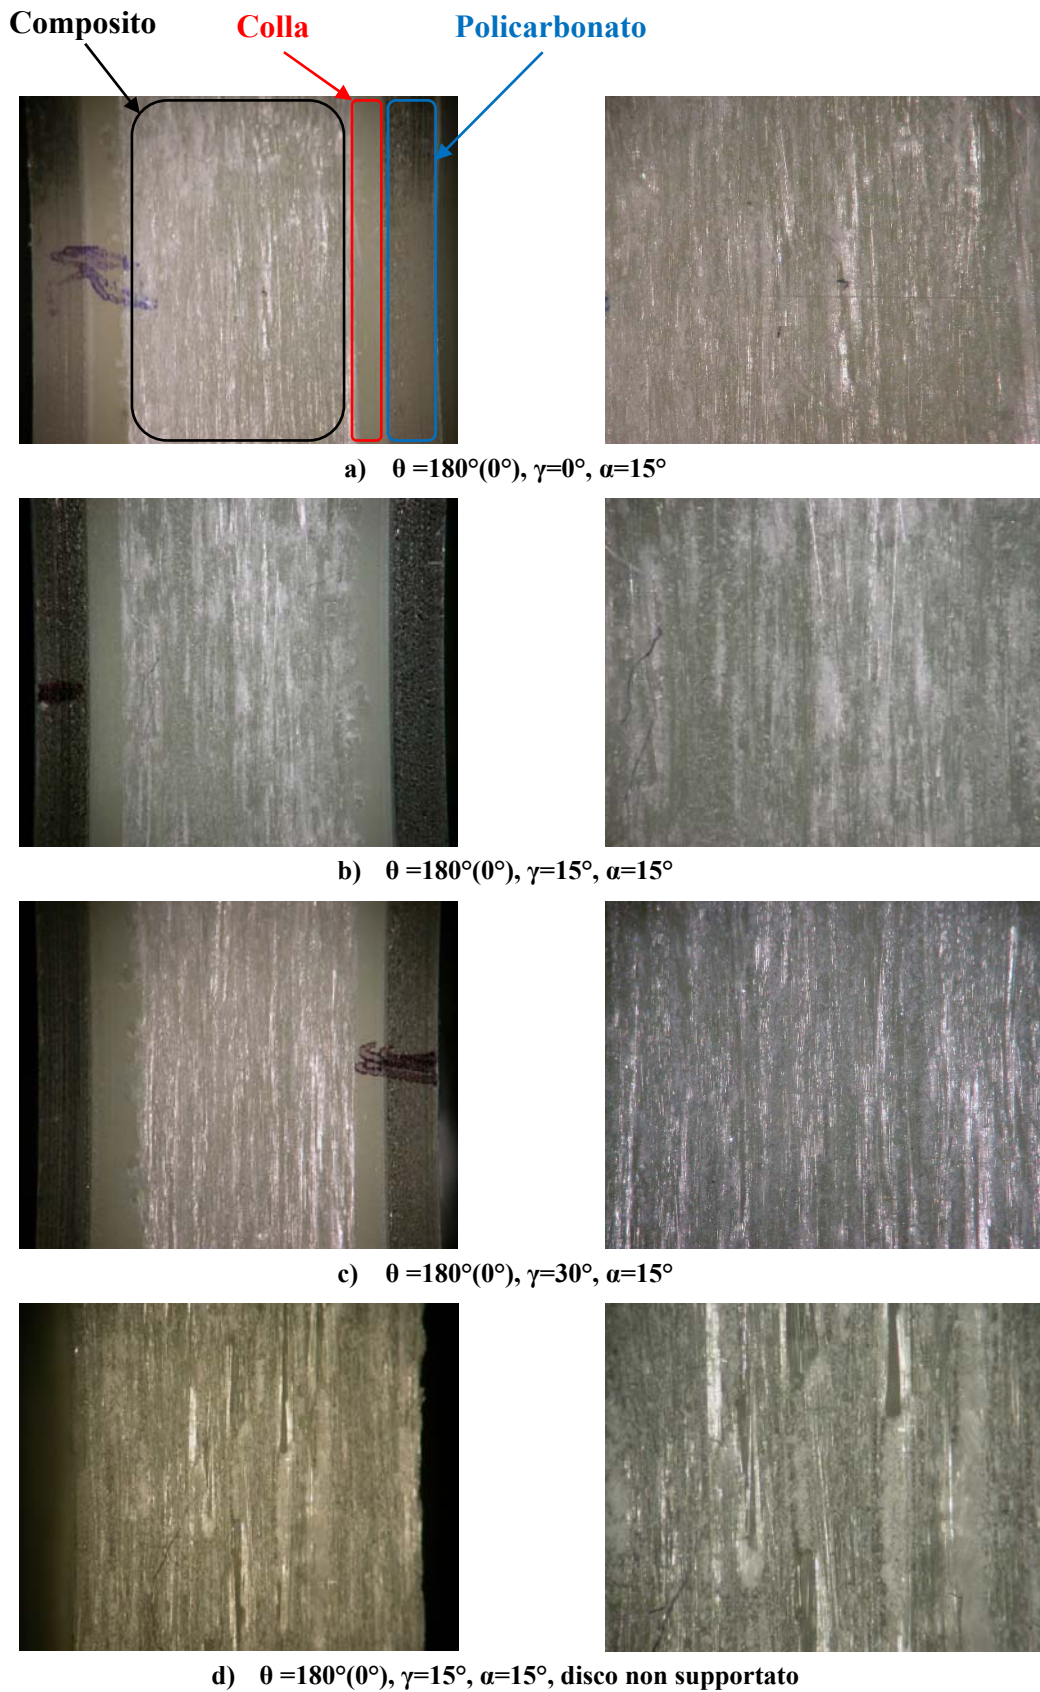 Composito Colla Policarbonato
a) θ =180°(0°), γ=0°, α=15°
b) θ =180°(0°), γ=15°, α=15°
c) θ =180°(0°), γ=30°, α=15°
d) θ =180°(0°), γ=15°, α=15°, disco non supportato